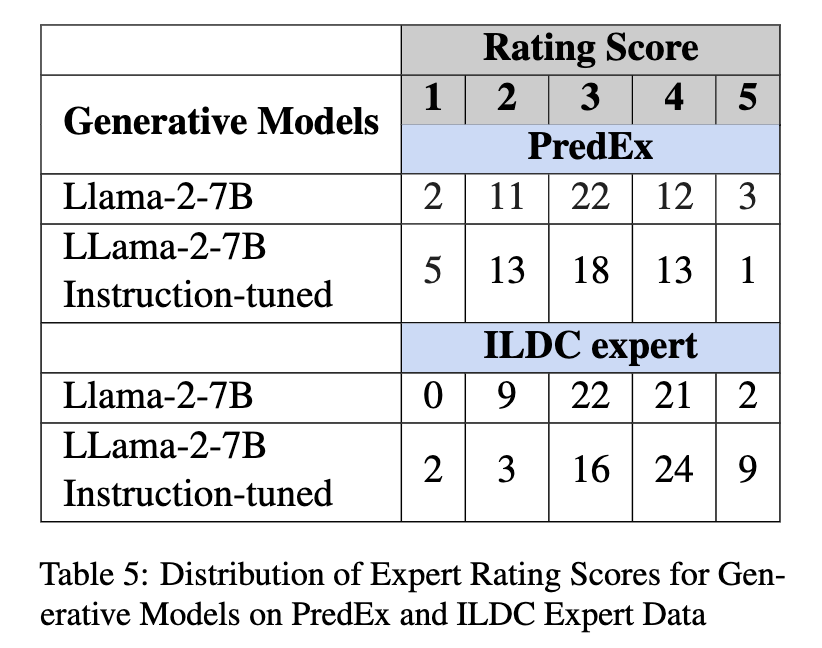 Rating Score
Generative Models
1 2 3 4 5
PredEx
Llama-2-7B 2 11 22 12 3
LLama-2-7B
Instruction-tuned
5 13 18 13 1
ILDC expert
Llama-2-7B 0 9 22 21 2
LLama-2-7B
Instruction-tuned
2 3 16 24 9
Table 5: Distribution of Expert Rating Scores for Gen-
erative Models on PredEx and ILDC Expert Data